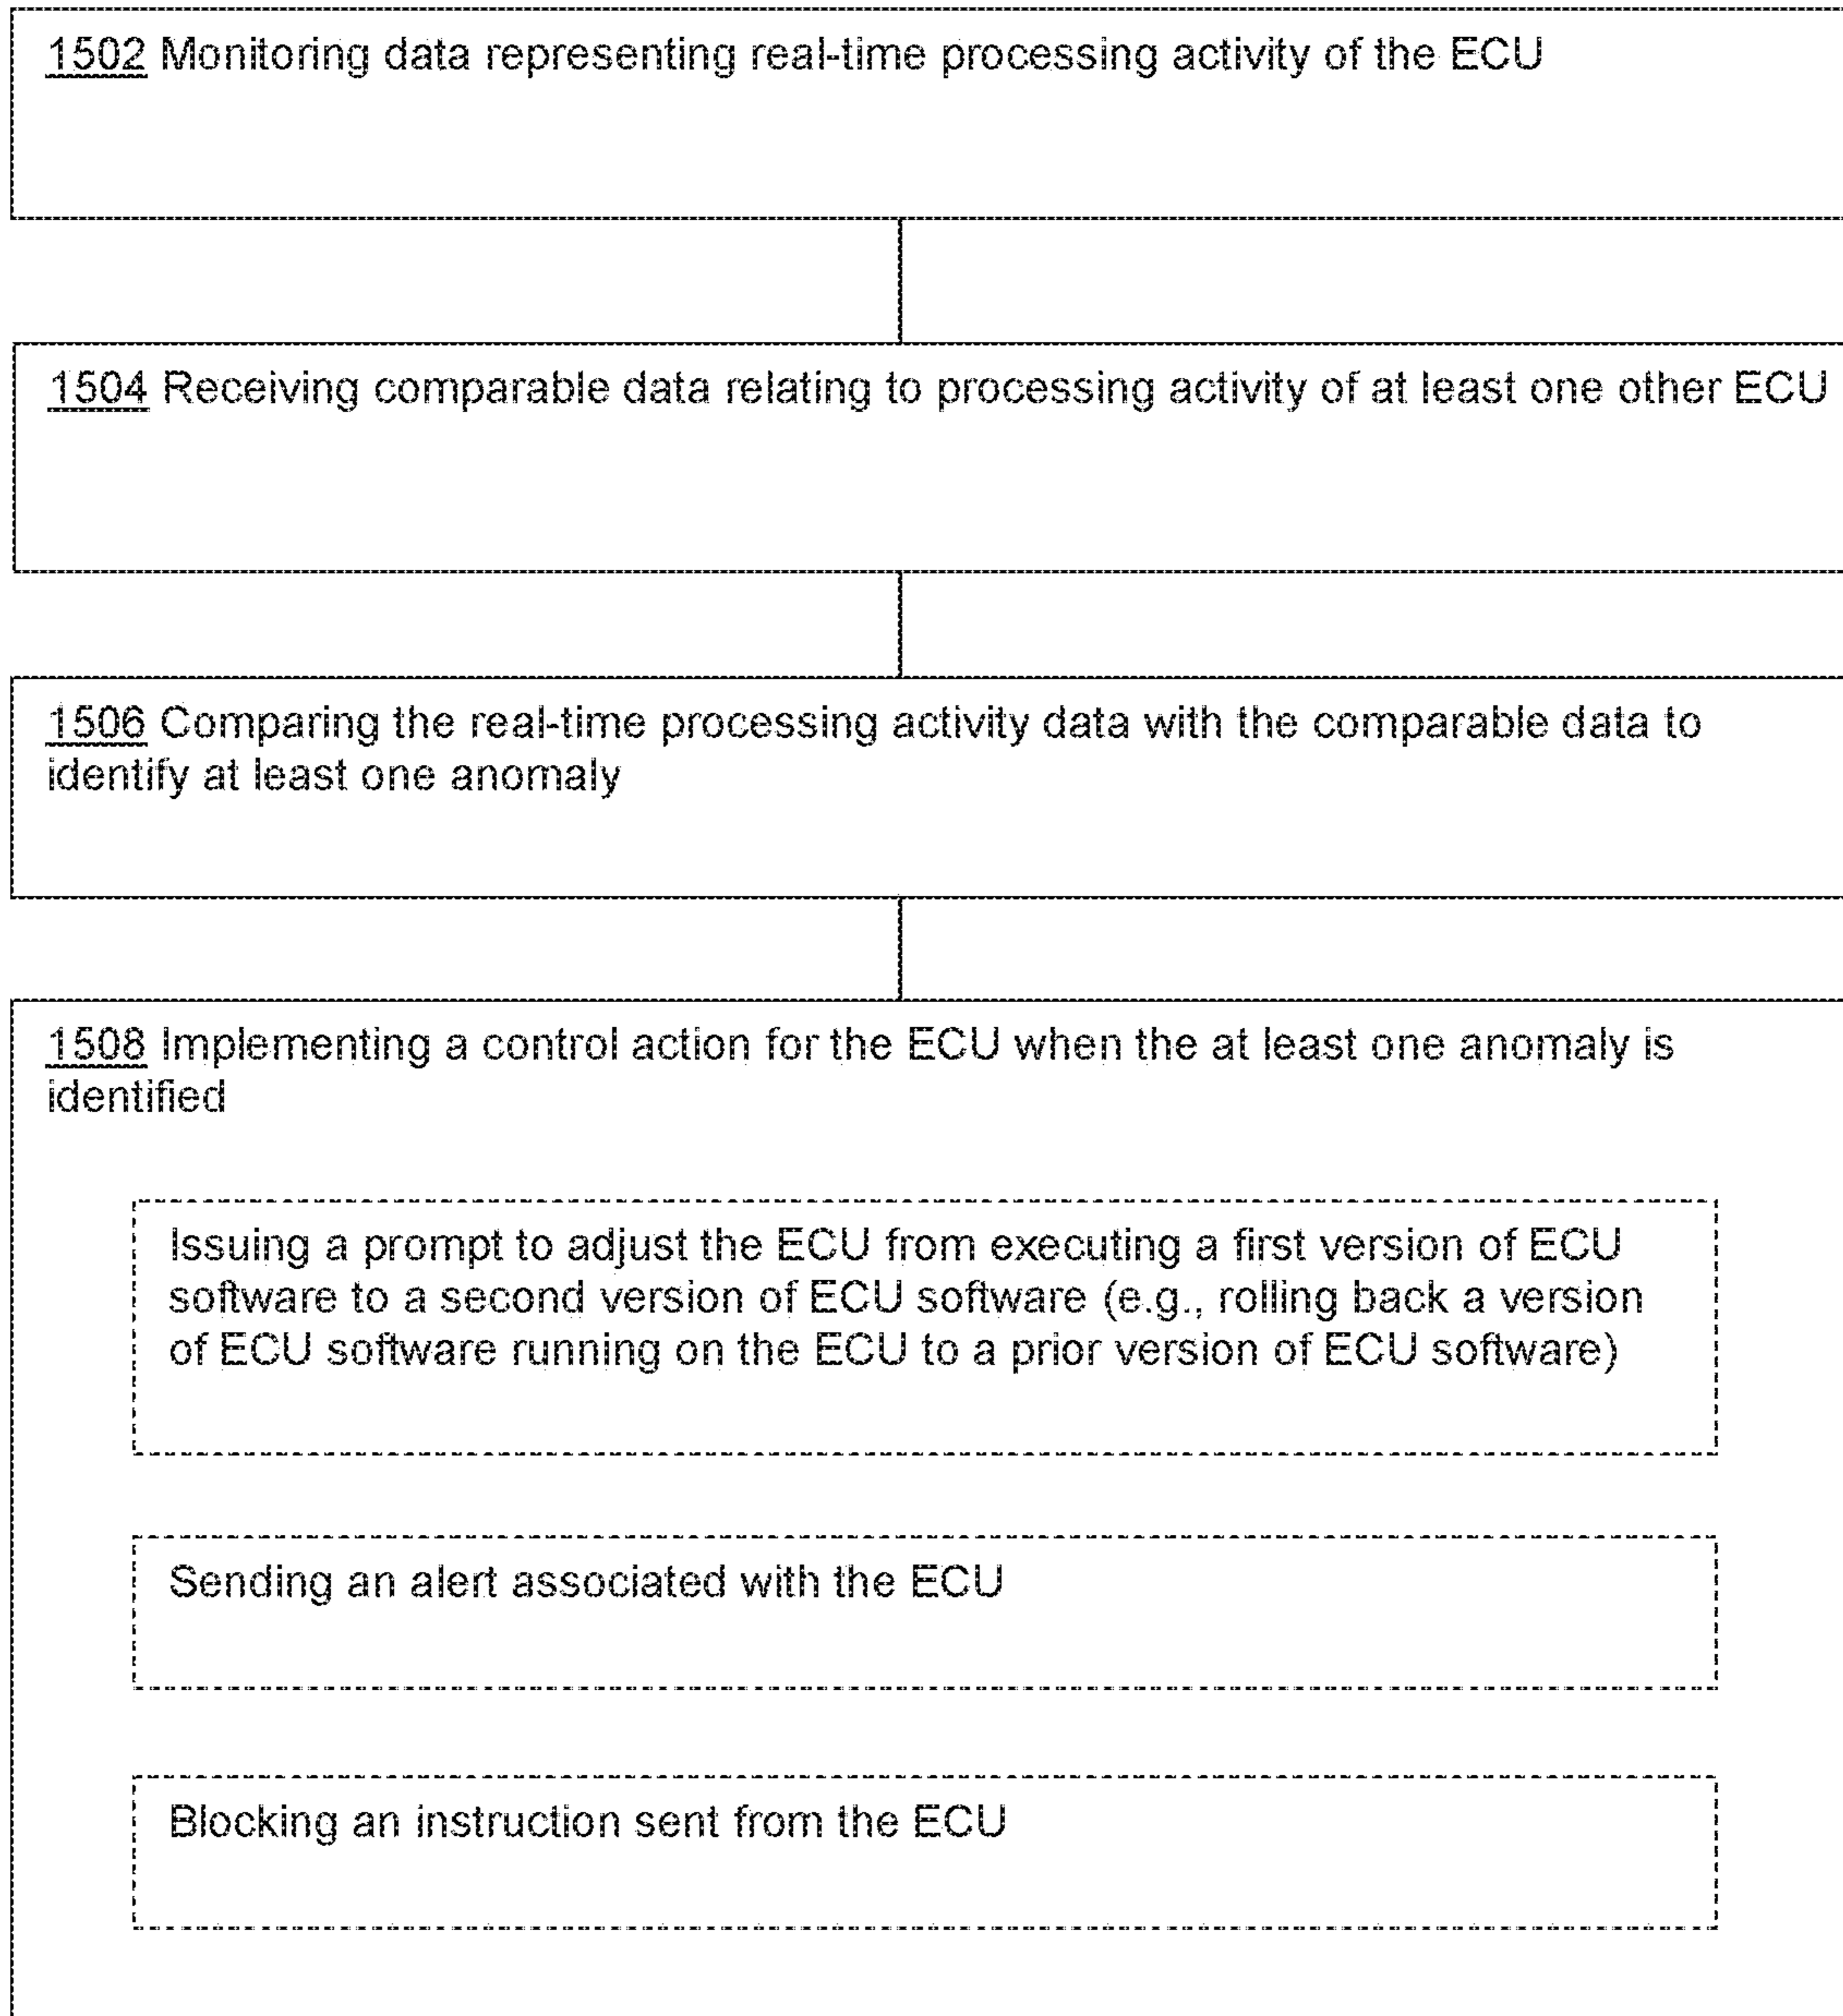 1502 Monitoring data representing real-time processing activity of the ECU
1504 Receiving comparable data relating to processing activity of at least one other ECU
1506 Comparing the real-time processing activity data with the comparable data to
identify at least one anomaly
1508 Implementing a control action for the ECU when the at least one anomaly is
identified
Issuing a prompt to adjust the ECU from executing a first version of ECU
software to a second version of ECU software (e.g., rolling back a version
of ECU software running on the ECU to a prior version of ECU software)
Sending an alert associated with the ECU
Blocking an instruction sent from the ECU